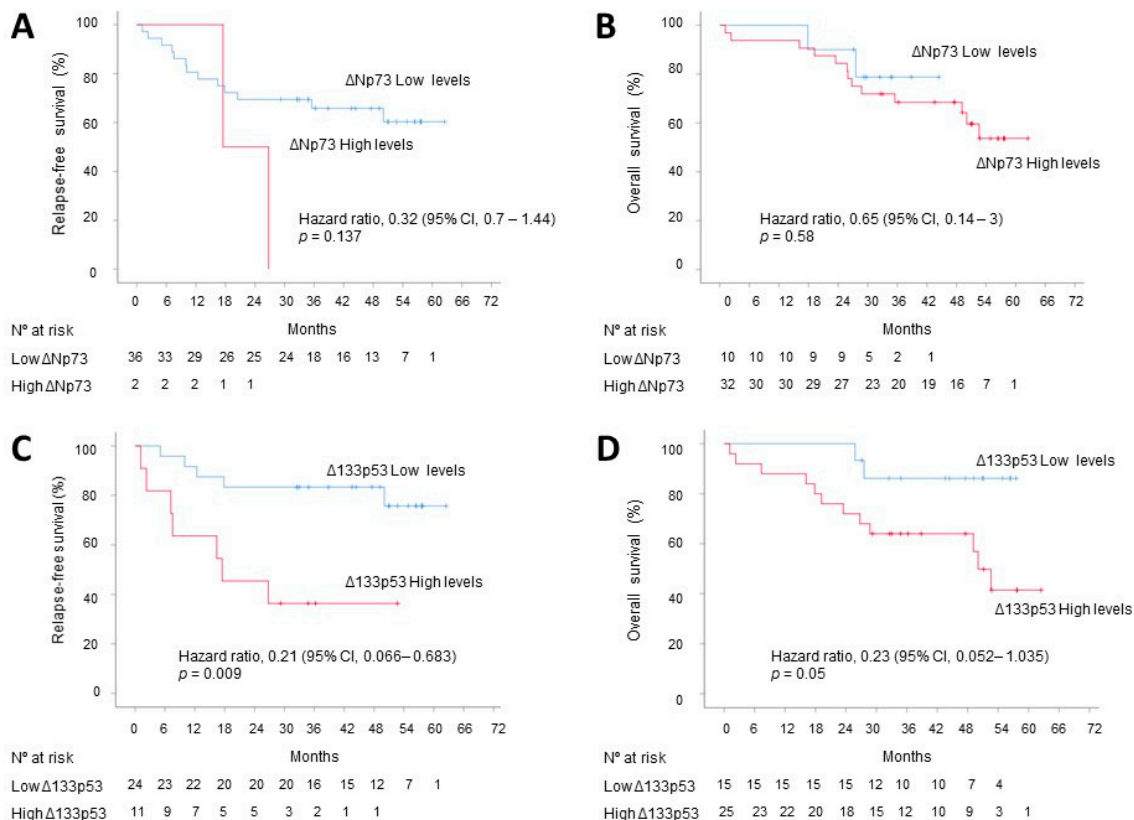 A
Relapse-free survival (%)
100
80
60
40
20
0
ΔNp73 Low levels
ΔNp73 High levels
Hazard ratio, 0.32 (95% CI, 0.7 – 1.44)
p = 0.137
0 6 12 18 24 30 36 42 48 54 60 66 72
Nº at risk Months
Low ΔNp73 36 33 29 26 25 24 18 16 13 7 1
High ΔNp73 2 2 2 1 1
B
Overall survival (%)
100
80
60
40
20
0
ΔNp73 Low levels
ΔNp73 High levels
Hazard ratio, 0.65 (95% CI, 0.14 – 3)
p = 0.58
0 6 12 18 24 30 36 42 48 54 60 66 72
Nº at risk Months
Low ΔNp73 10 10 10 9 9 5 2 1
High ΔNp73 32 30 30 29 27 23 20 19 16 7 1
C
Relapse-free survival (%)
100
80
60
40
20
0
Δ133p53 Low levels
Δ133p53 High levels
Hazard ratio, 0.21 (95% CI, 0.066– 0.683)
p = 0.009
0 6 12 18 24 30 36 42 48 54 60 66 72
Nº at risk Months
Low Δ133p53 24 23 22 20 20 20 16 15 12 7 1
High Δ133p53 11 9 7 5 5 3 2 1 1
D
Overall survival (%)
100
80
60
40
20
0
Δ133p53 Low levels
Δ133p53 High levels
Hazard ratio, 0.23 (95% CI, 0.052– 1.035)
p = 0.05
0 6 12 18 24 30 36 42 48 54 60 66 72
Nº at risk Months
Low Δ133p53 15 15 15 15 15 12 10 10 7 4
High Δ133p53 25 23 22 20 18 15 12 10 9 3 1